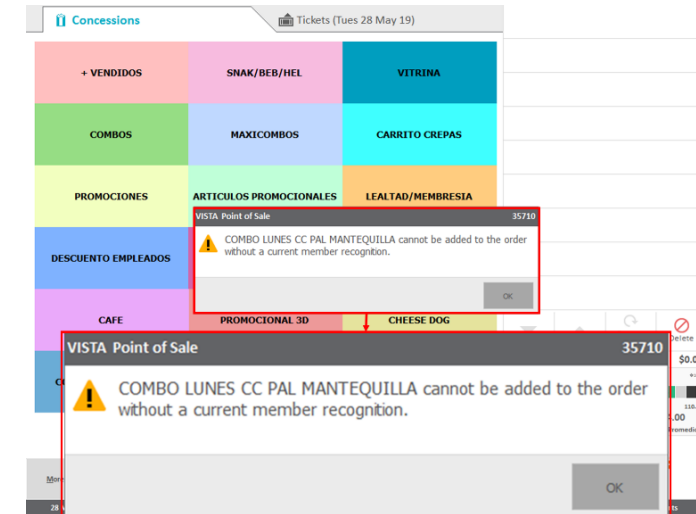 Concessions
Tickets (Tues 28 May 19)
+ VENDIDOS
SNAK/BEB/HEL
VITRINA
COMBOS
MAXICOMBOS
CARRITO CREPAS
PROMOCIONES
ARTICULOS PROMOCIONALES
LEALTAD/MEMBRESIA
VISTA Point of Sale
35710
COMBO LUNES CC PAL MANTEQUILLA cannot be added to the order
without a current member recognition.
OK
DESCUENTO EMPLEADOS
CAFE
PROMOCIONAL 3D
CHEESE DOG
VISTA Point of Sale
35710
COMBO LUNES CC PAL MANTEQUILLA cannot be added to the order
without a current member recognition.
OK